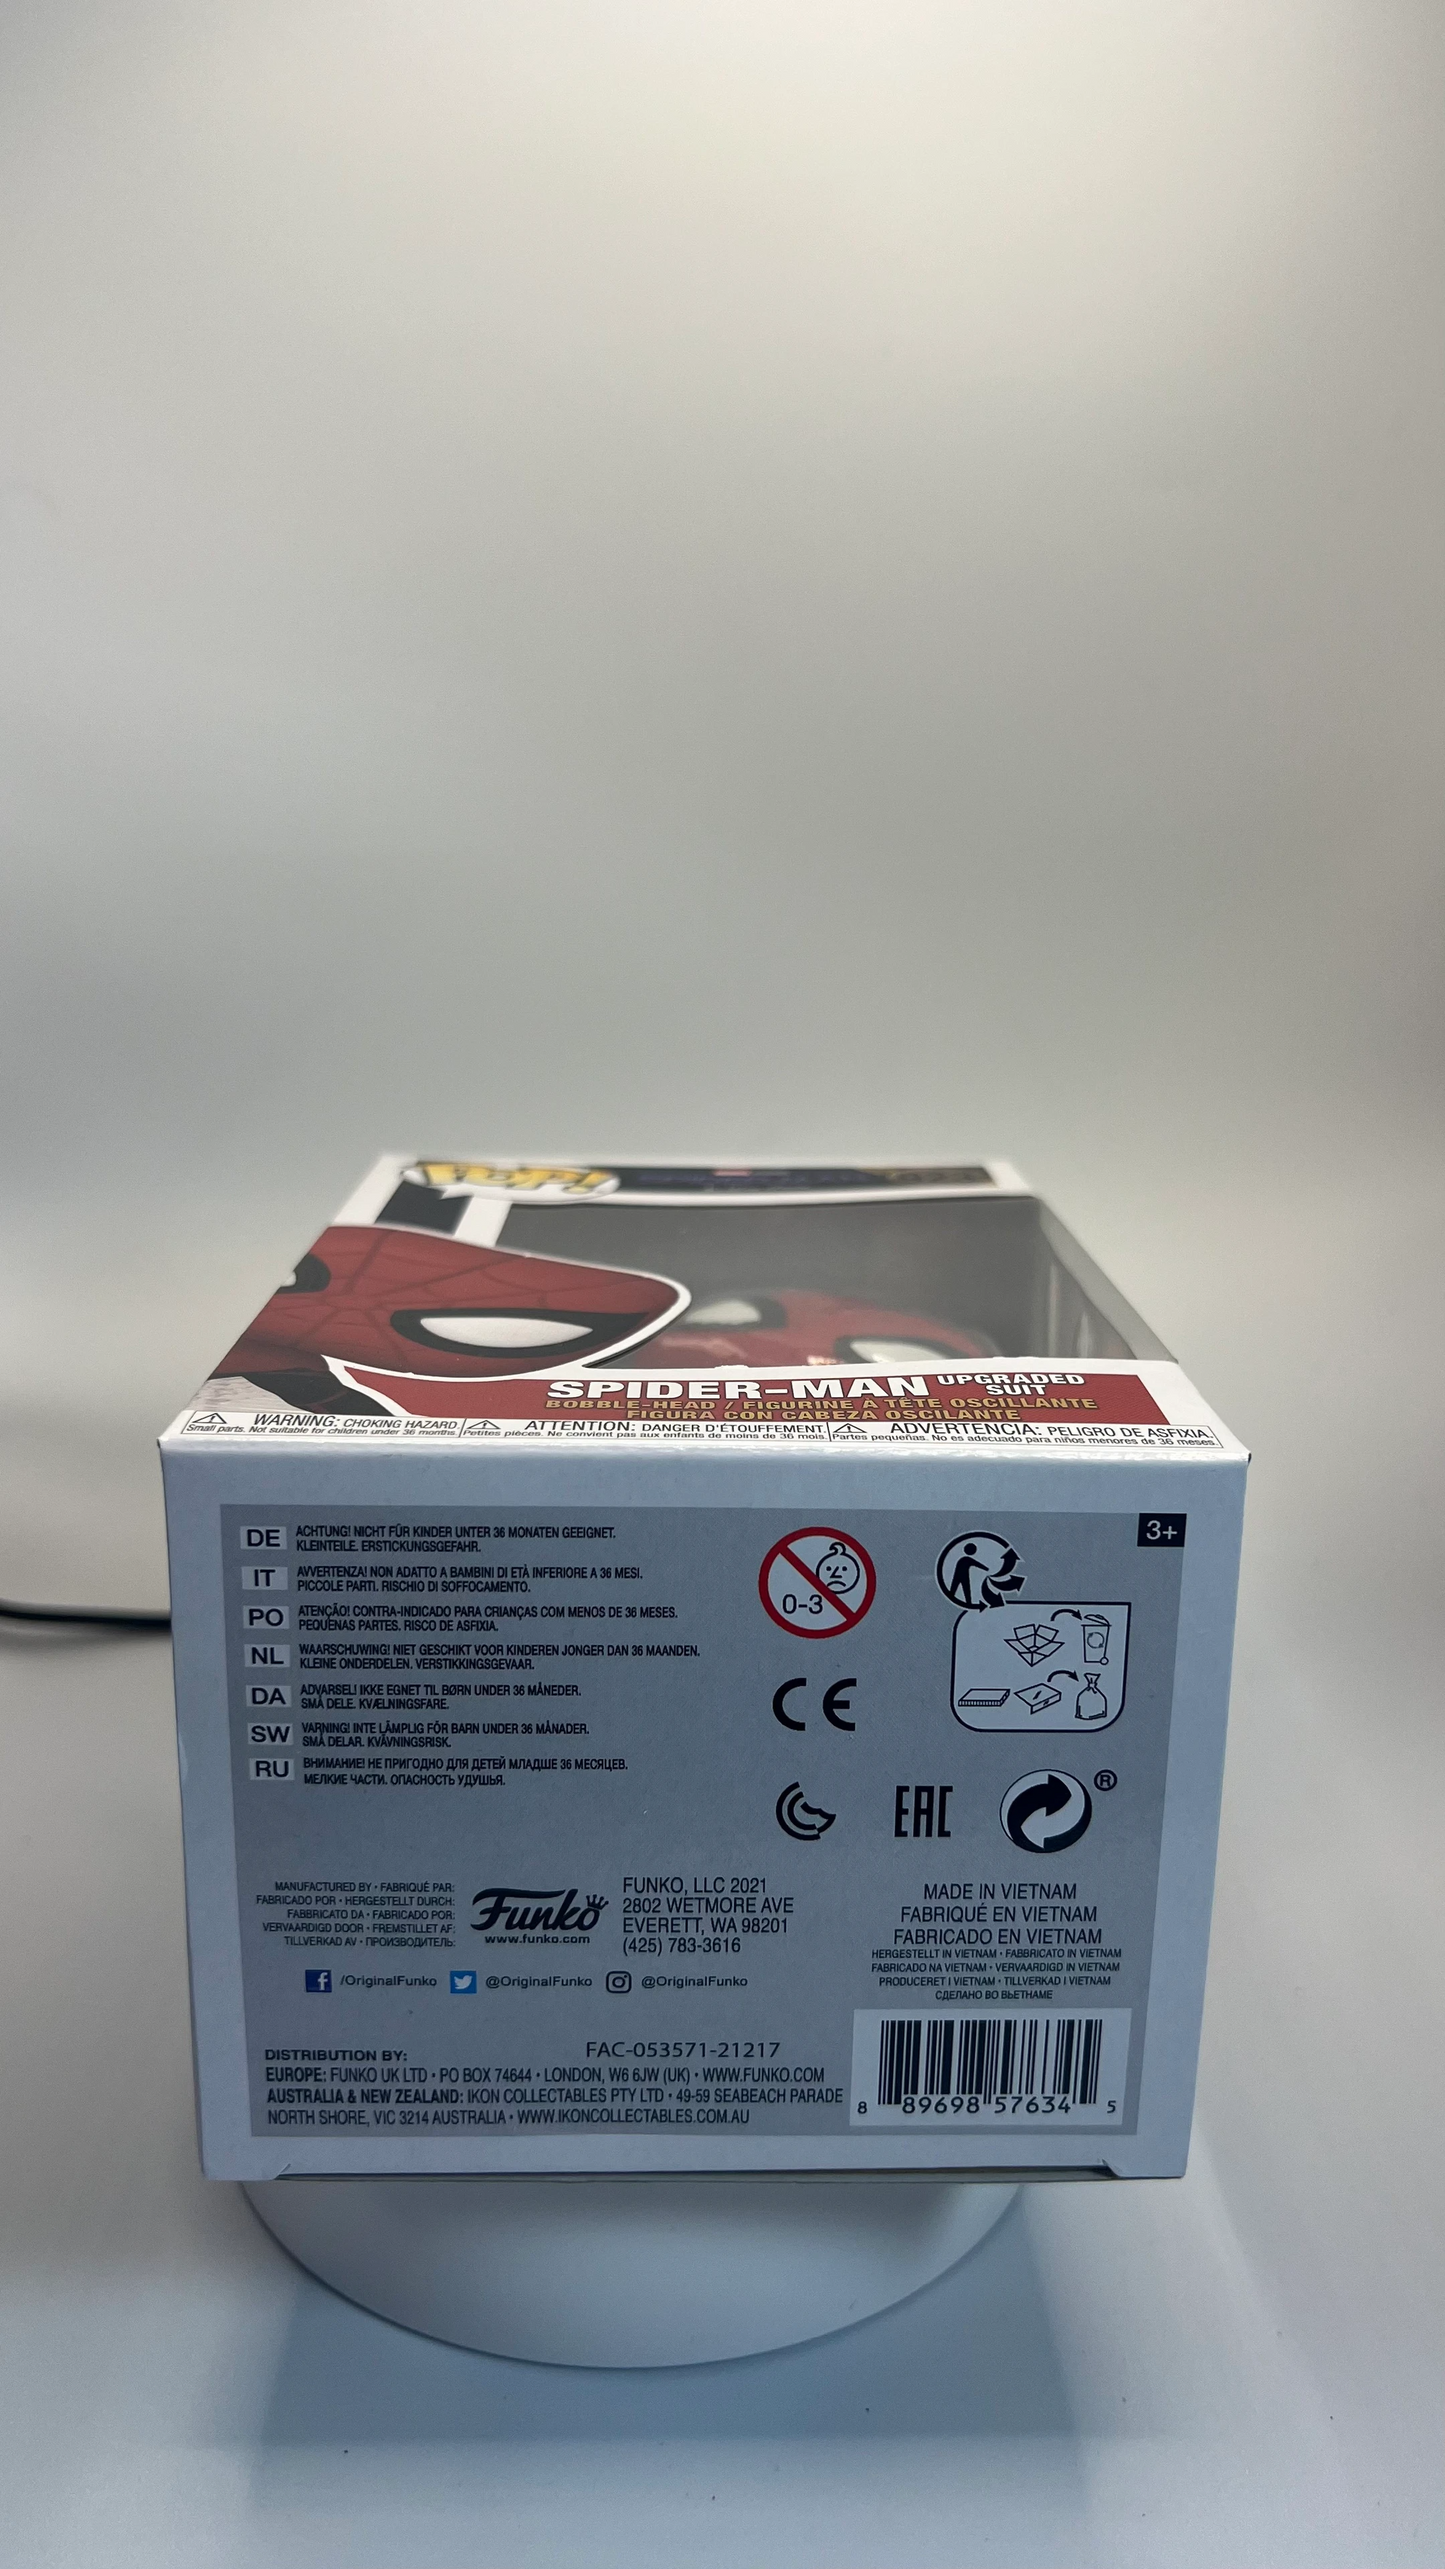 POP!
SPIDER-MAN UPGRADED SUIT
BOBBLE-HEAD / FIGURINE À TÊTE OSCILLANTE
FIGURA CON CABEZA OSCILANTE
WARNING: CHOKING HAZARD.
Small parts. Not suitable for children under 36 months.
ATTENTION: DANGER D'ÉTOUFFEMENT.
Petites pièces. Ne convient pas aux enfants de moins de 36 mois.
ADVERTENCIA: PELIGRO DE ASFIXIA.
Partes pequeñas. No es adecuado para niños menores de 36 meses.
DE ACHTUNG! NICHT FÜR KINDER UNTER 36 MONATEN GEEIGNET.
KLEINTEILE. ERSTICKUNGSGEFAHR.
IT AVVERTENZA! NON ADATTO A BAMBINI DI ETÀ INFERIORE A 36 MESI.
PICCOLE PARTI. RISCHIO DI SOFFOCAMENTO.
PO ATENÇÃO! CONTRA-INDICADO PARA CRIANÇAS COM MENOS DE 36 MESES.
PEQUENAS PARTES. RISCO DE ASFIXIA.
NL WAARSCHUWING! NIET GESCHIKT VOOR KINDEREN JONGER DAN 36 MAANDEN.
KLEINE ONDERDELEN. VERSTIKKINGSGEVAAR.
DA ADVARSEL! IKKE EGNET TIL BØRN UNDER 36 MÅNEDER.
SMÅ DELE. KVÆLNINGSFARE.
SW VARNING! INTE LÄMPLIG FÖR BARN UNDER 36 MÅNADER.
SMÅ DELAR. KVÄVNINGSRISK.
RU ВНИМАНИЕ! НЕ ПРИГОДНО ДЛЯ ДЕТЕЙ МЛАДШЕ 36 МЕСЯЦЕВ.
МЕЛКИЕ ЧАСТИ. ОПАСНОСТЬ УДУШЬЯ.
0-3
3+
CE
EAC
®
MANUFACTURED BY • FABRIQUÉ PAR:
FABRICADO POR • HERGESTELLT DURCH:
FABBRICATO DA • FABRICADO POR:
VERVAARDIGD DOOR • FREMSTILLET AF:
TILLVERKAD AV • ПРОИЗВОДИТЕЛЬ:
Funko
www.funko.com
FUNKO, LLC 2021
2802 WETMORE AVE
EVERETT, WA 98201
(425) 783-3616
/OriginalFunko @OriginalFunko @OriginalFunko
MADE IN VIETNAM
FABRIQUÉ EN VIETNAM
FABRICADO EN VIETNAM
HERGESTELLT IN VIETNAM • FABBRICATO IN VIETNAM
FABRICADO NA VIETNAM • VERVAARDIGD IN VIETNAM
PRODUCERET I VIETNAM • TILLVERKAD I VIETNAM
СДЕЛАНО ВО ВЬЕТНАМЕ
FAC-053571-21217
DISTRIBUTION BY:
EUROPE: FUNKO UK LTD • PO BOX 74644 • LONDON, W6 6JW (UK) • WWW.FUNKO.COM
AUSTRALIA & NEW ZEALAND: IKON COLLECTABLES PTY LTD • 49-59 SEABEACH PARADE
NORTH SHORE, VIC 3214 AUSTRALIA • WWW.IKONCOLLECTABLES.COM.AU
8 89698 57634 5